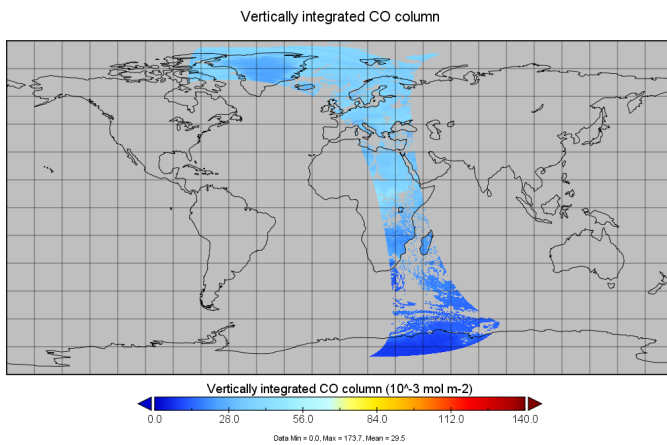 Vertically integrated CO column
Vertically integrated CO column (10^-3 mol m-2)
0.0 28.0 56.0 84.0 112.0 140.0
Data Min = 0.0, Max = 173.7, Mean = 29.5